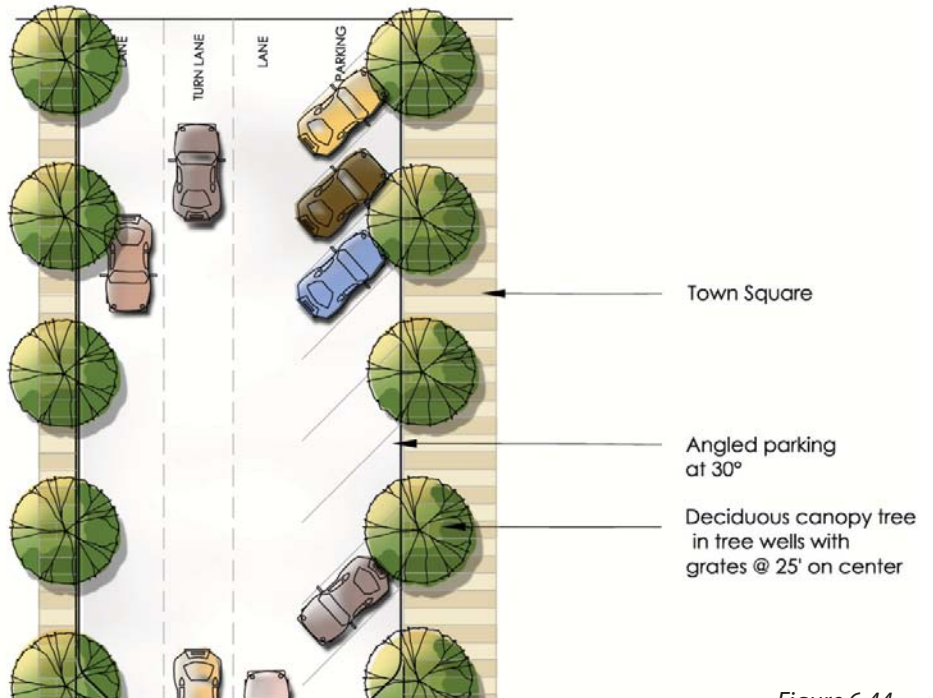 LANE
TURN LANE
LANE
PARKING
Town Square
Angled parking
at 30°
Deciduous canopy tree
in tree wells with
grates @ 25' on center
Figure 6.44